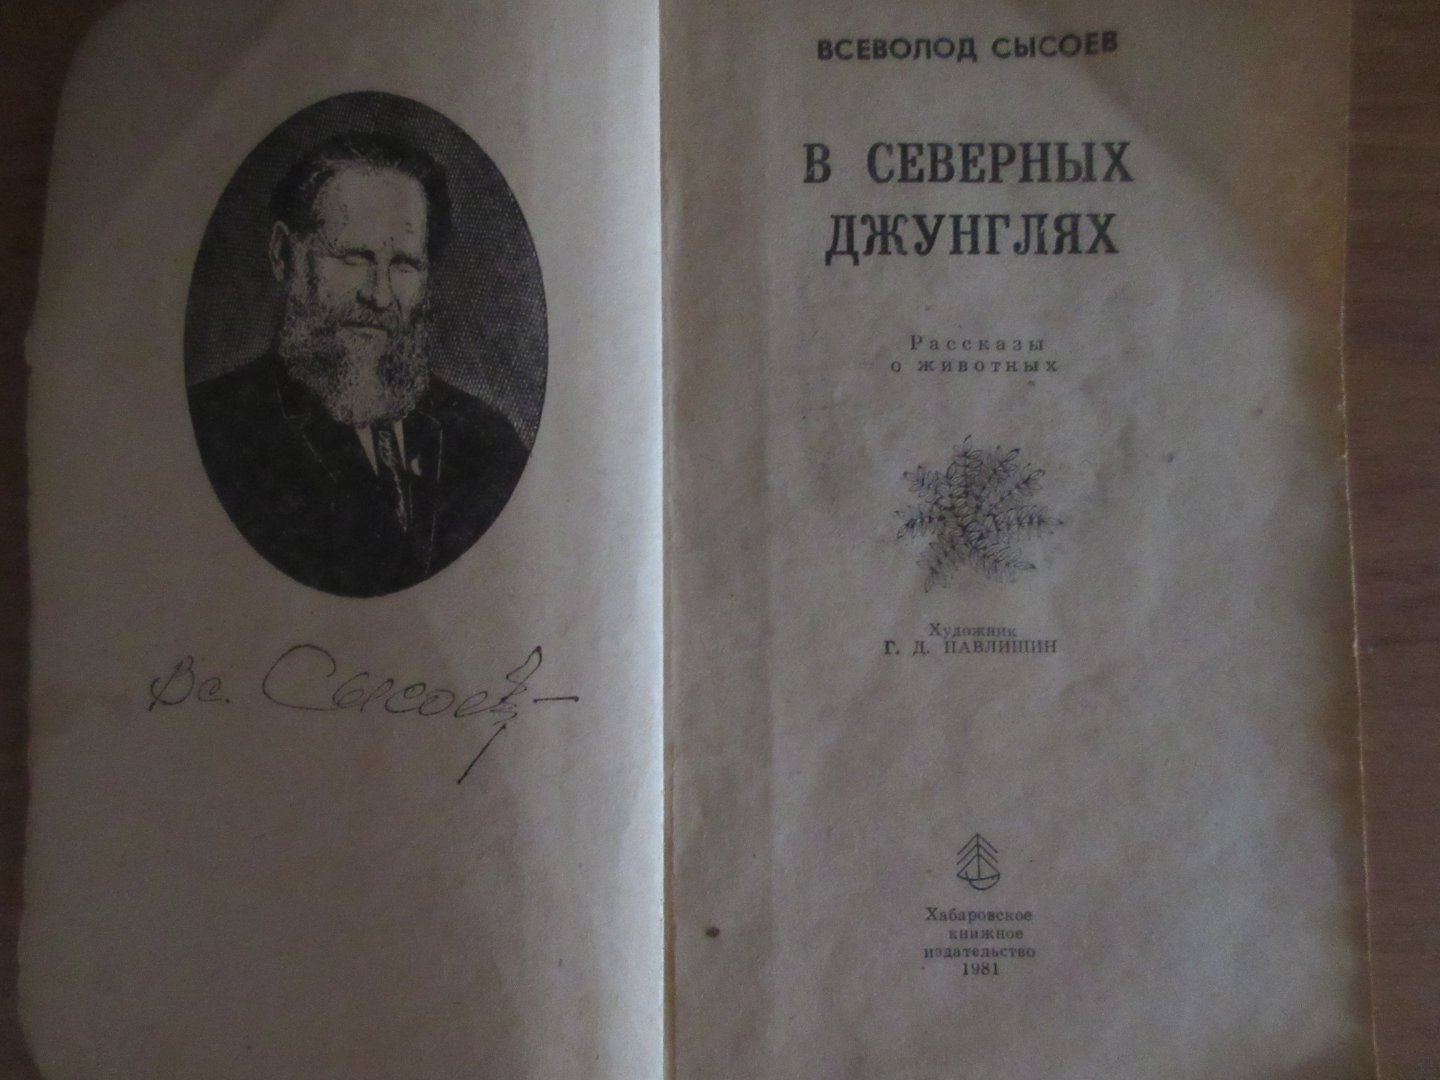 Вс. Сысоев
ВСЕВОЛОД СЫСОЕВ
В СЕВЕРНЫХ
ДЖУНГЛЯХ
Рассказы
о животных
Художник
Г. Д. ПАВЛИШИН
Хабаровское
книжное
издательство
1981